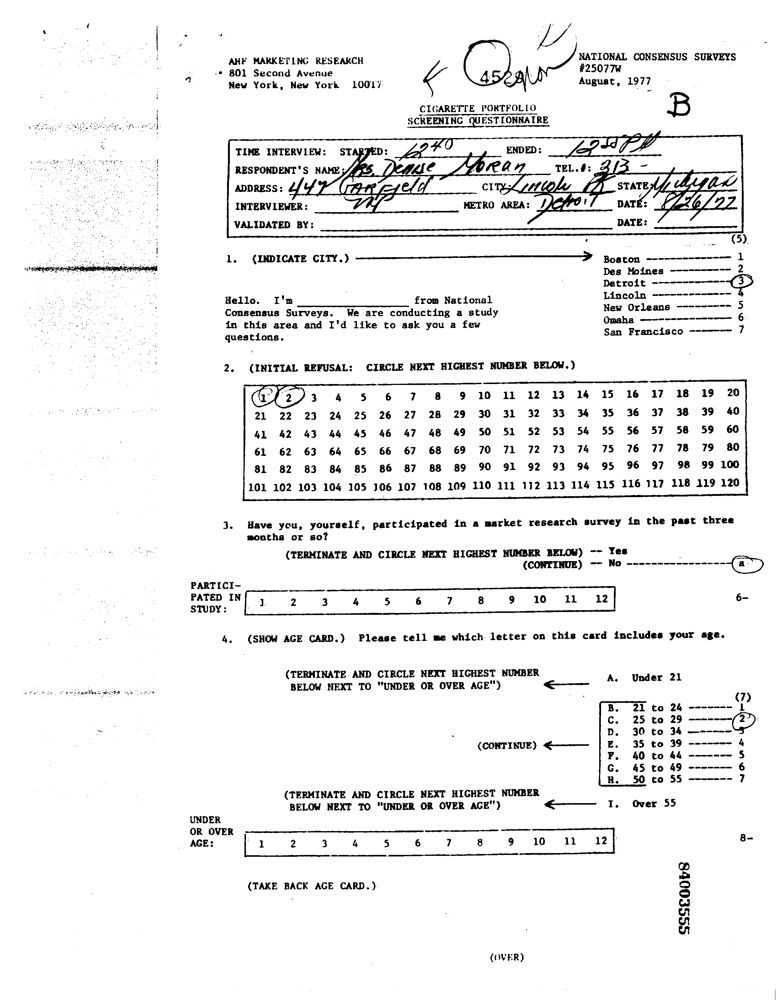 AHF MARKETING RESEARCH
801 Second Avenue
New York, New York 10017
NATIONAL CONSENSUS SURVEYS
#25077W
August, 1977
B
CIGARETTE PORTFOLIO
SCREENING QUESTIONNAIRE
TIME INTERVIEW: STARTED: 1240 ENDED: PM
RESPONDENT'S NAME: Mrs. Denise Moran TEL.#: 313 -
ADDRESS: 447 GARField CITY: Lincoln Pk STATE: Michigan
INTERVIEWER: METRO AREA: Detroit DATE: 8/26/77
VALIDATED BY: DATE:
(5)
1. (INDICATE CITY.)
Boston 1
Des Moines 2
Detroit 3
Lincoln 4
New Orleans 5
Omaha 6
San Francisco 7
Hello. I'm ____ from National
Consensus Surveys. We are conducting a study
in this area and I'd like to ask you a few
questions.
2. (INITIAL REFUSAL: CIRCLE NEXT HIGHEST NUMBER BELOW.)
1 2 3 4 5 6 7 8 9 10 11 12 13 14 15 16 17 18 19 20
21 22 23 24 25 26 27 28 29 30 31 32 33 34 35 36 37 38 39 40
41 42 43 44 45 46 47 48 49 50 51 52 53 54 55 56 57 58 59 60
61 62 63 64 65 66 67 68 69 70 71 72 73 74 75 76 77 78 79 80
81 82 83 84 85 86 87 88 89 90 91 92 93 94 95 96 97 98 99 100
101 102 103 104 105 106 107 108 109 110 111 112 113 114 115 116 117 118 119 120
3. Have you, yourself, participated in a market research survey in the past three
months or so?
(TERMINATE AND CIRCLE NEXT HIGHEST NUMBER BELOW) -- Yes
(CONTINUE) -- No a
PARTICI-
PATED IN
STUDY:
1 2 3 4 5 6 7 8 9 10 11 12
6-
4. (SHOW AGE CARD.) Please tell me which letter on this card includes your age.
(TERMINATE AND CIRCLE NEXT HIGHEST NUMBER
BELOW NEXT TO "UNDER OR OVER AGE")
A. Under 21
(7)
B. 21 to 24 1
C. 25 to 29 2
D. 30 to 34 3
(CONTINUE)
E. 35 to 39 4
F. 40 to 44 5
G. 45 to 49 6
H. 50 to 55 7
(TERMINATE AND CIRCLE NEXT HIGHEST NUMBER
BELOW NEXT TO "UNDER OR OVER AGE")
I. Over 55
UNDER
OR OVER
AGE:
1 2 3 4 5 6 7 8 9 10 11 12
8-
(TAKE BACK AGE CARD.)
84003555
(OVER)